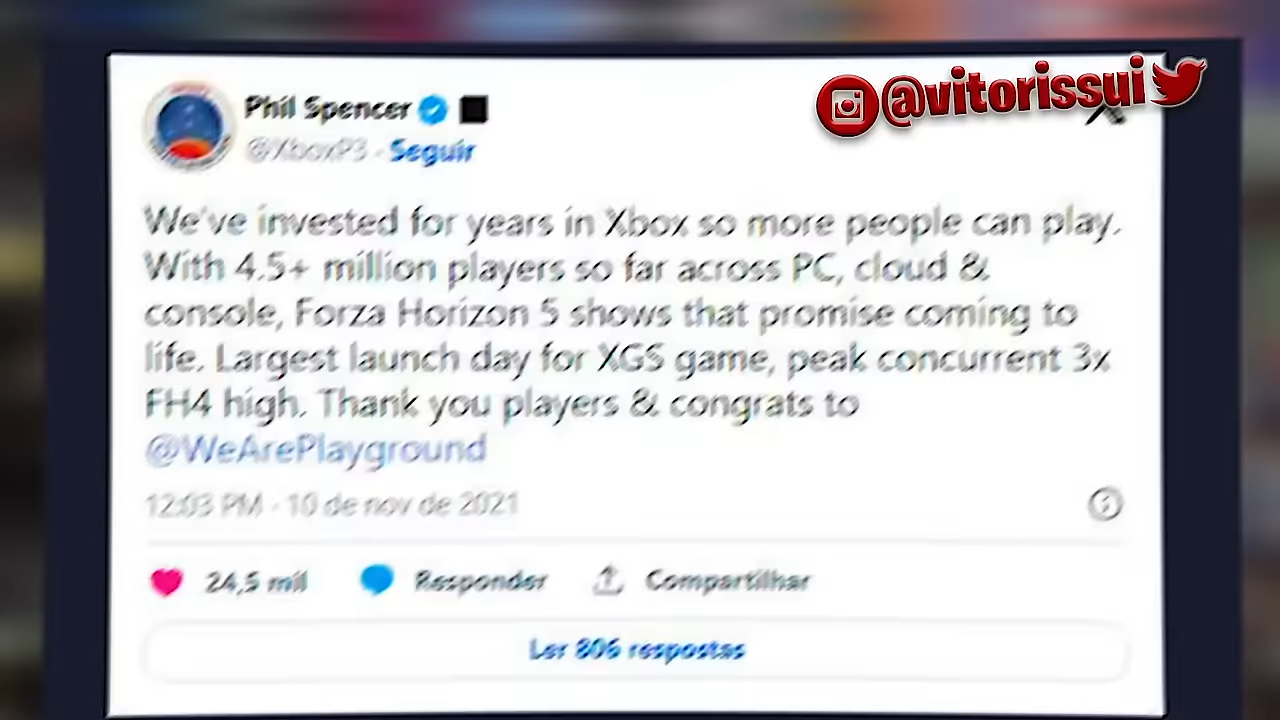 @vitorissui
Phil Spencer
@XboxP3 · Seguir
We've invested for years in Xbox so more people can play.
With 4.5+ million players so far across PC, cloud &
console, Forza Horizon 5 shows that promise coming to
life. Largest launch day for XGS game, peak concurrent 3x
FH4 high. Thank you players & congrats to
@WeArePlayground
12:03 PM · 10 de nov de 2021
24,5 mil Responder Compartilhar
Ler 806 respostas